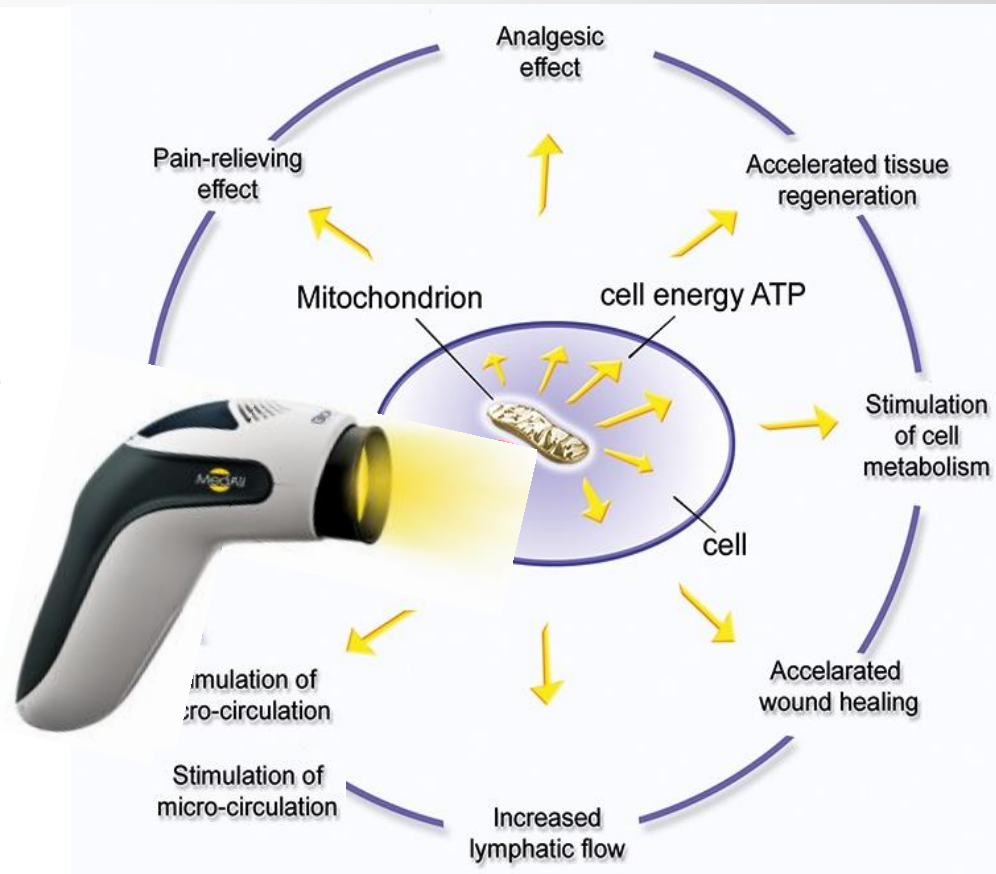 Analgesic
effect
Pain-relieving
effect
Accelerated tissue
regeneration
Mitochondrion
cell energy ATP
Stimulation
of cell
metabolism
cell
Accelarated
wound healing
mulation of
cro-circulation
Stimulation of
micro-circulation
Increased
lymphatic flow